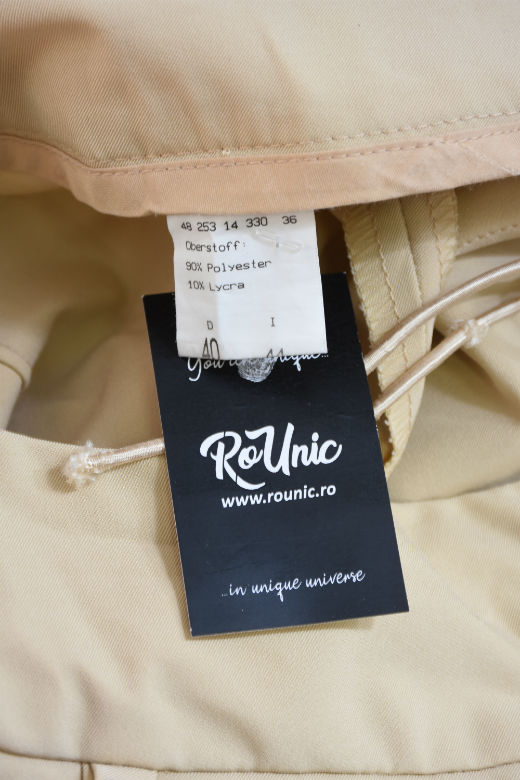 48 253 14 330 36
Oberstoff:
90% Polyester
10% Lycra
D I
40
RoUnic
www.rounic.ro
...in unique universe